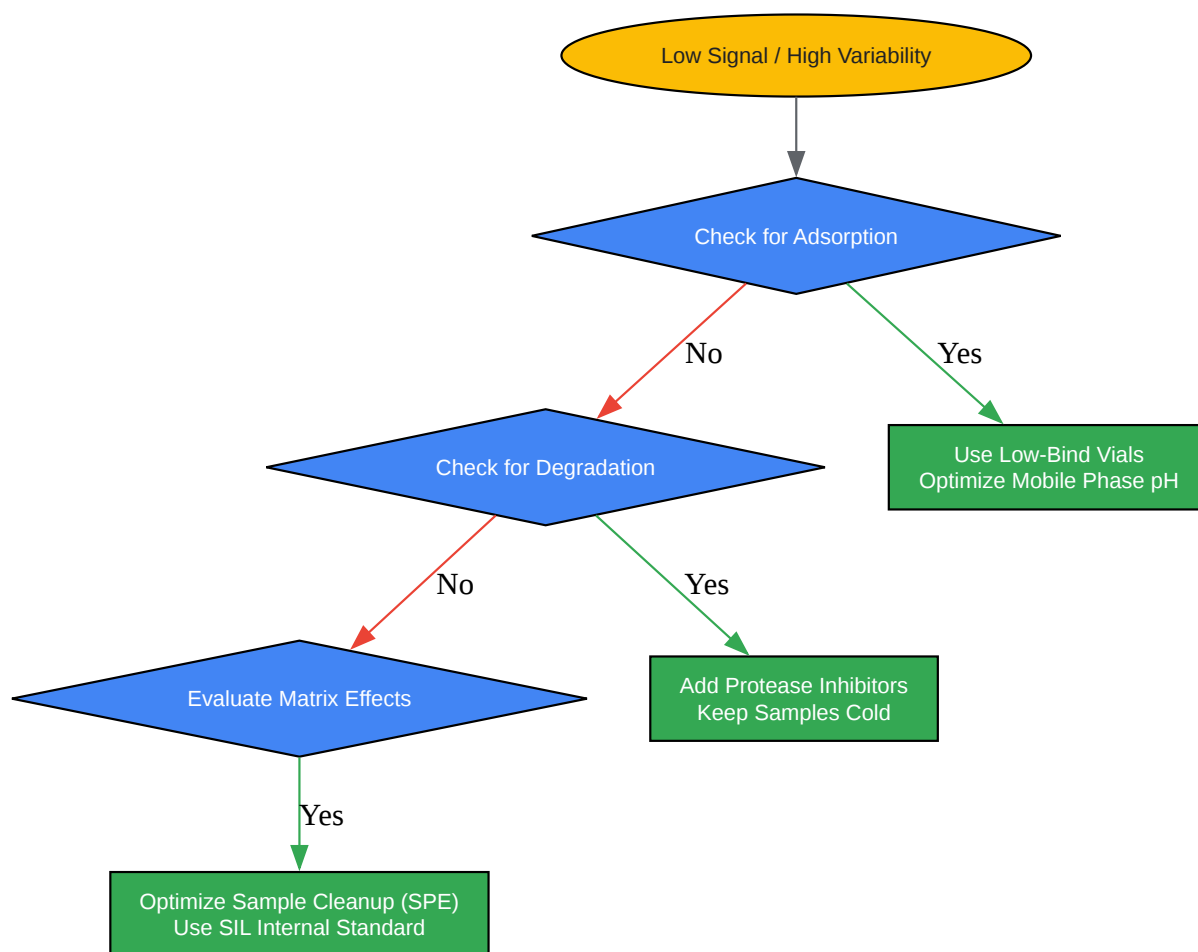 Low Signal / High Variability
Check for Adsorption
No
Yes
Use Low-Bind Vials
Optimize Mobile Phase pH
Check for Degradation
No
Yes
Add Protease Inhibitors
Keep Samples Cold
Evaluate Matrix Effects
Yes
Optimize Sample Cleanup (SPE)
Use SIL Internal Standard